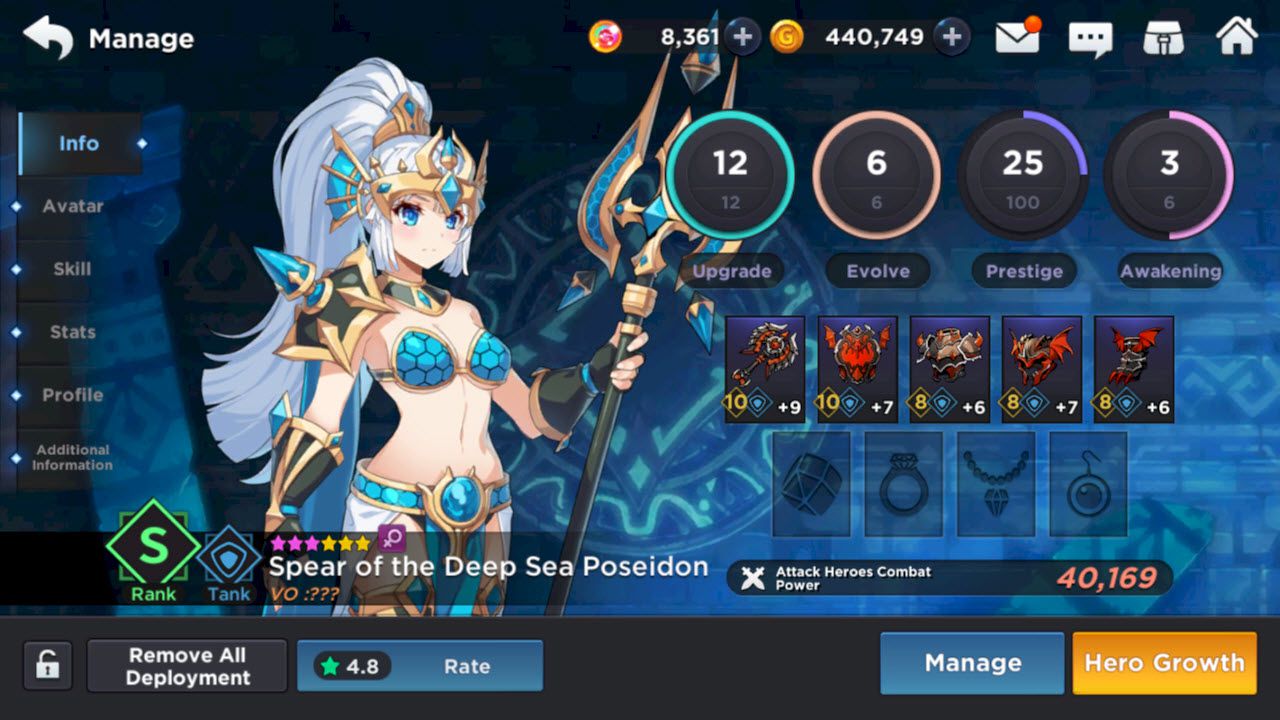 Manage
8,361
G
440,749
Info
Avatar
Skill
Stats
Profile
Additional
Information
12
12
Upgrade
6
6
Evolve
25
100
Prestige
3
6
Awakening
10 +9
10 +7
8 +6
8 +7
8 +6
S
Rank
Tank
Spear of the Deep Sea Poseidon
VO :???
Attack Heroes Combat
Power
40,169
Remove All
Deployment
4.8
Rate
Manage
Hero Growth